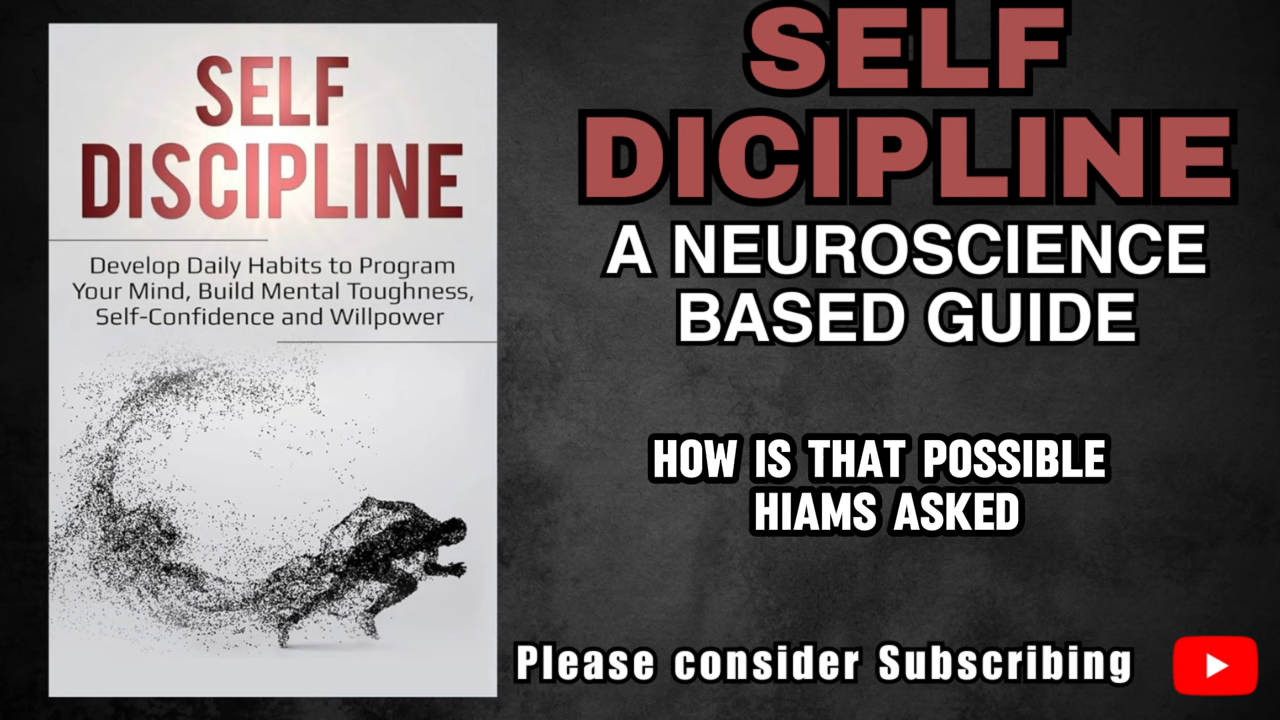 SELF
DISCIPLINE
Develop Daily Habits to Program
Your Mind, Build Mental Toughness,
Self-Confidence and Willpower
SELF
DICIPLINE
A NEUROSCIENCE
BASED GUIDE
HOW IS THAT POSSIBLE
HIAMS ASKED
Please consider Subscribing